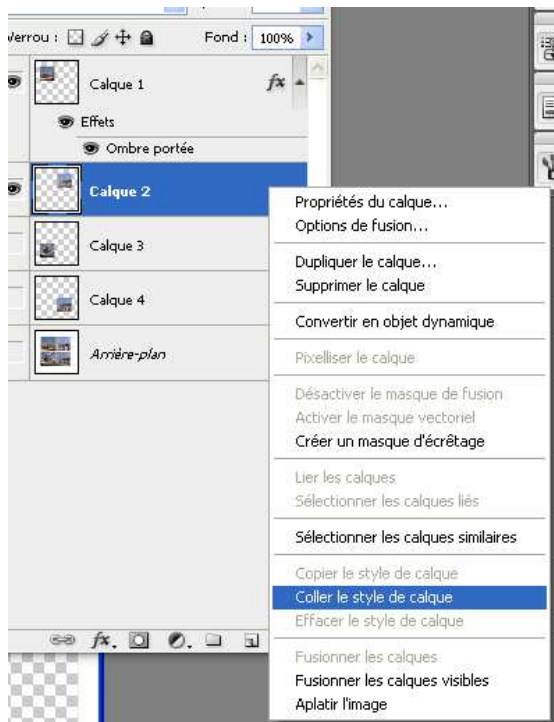 Verrou :
Fond : 100%
Calque 1
fx
Effets
Ombre portée
Calque 2
Calque 3
Calque 4
Arrière-plan
Propriétés du calque...
Options de fusion...
Dupliquer le calque...
Supprimer le calque
Convertir en objet dynamique
Pixelliser le calque
Désactiver le masque de fusion
Activer le masque vectoriel
Créer un masque d'écrêtage
Lier les calques
Sélectionner les calques liés
Sélectionner les calques similaires
Copier le style de calque
Coller le style de calque
Effacer le style de calque
Fusionner les calques
Fusionner les calques visibles
Aplatir l'image
fx.